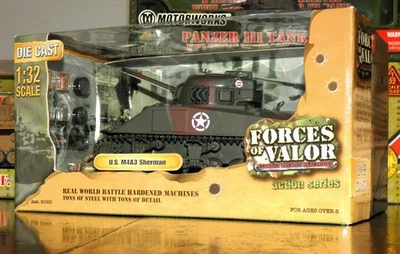 MOTORWORKS
PANZER III TANK
DIE CAST
1:32
SCALE
U.S. M4A3 Sherman
FORCES
OF VALOR
action series
REAL WORLD BATTLE HARDENED MACHINES
TONS OF STEEL WITH TONS OF DETAIL
FOR AGES OVER 8